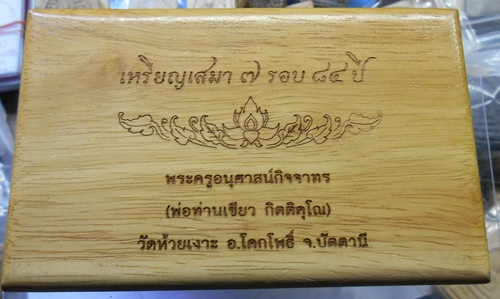 เหรียญเสมา ๗ รอบ ๘๔ ปี
พระครูอนุศาสน์กิจจาทร
(พ่อท่านเขียว กิตติคุโณ)
วัดห้วยเงาะ อ.โคกโพธิ์ จ.ปัตตานี